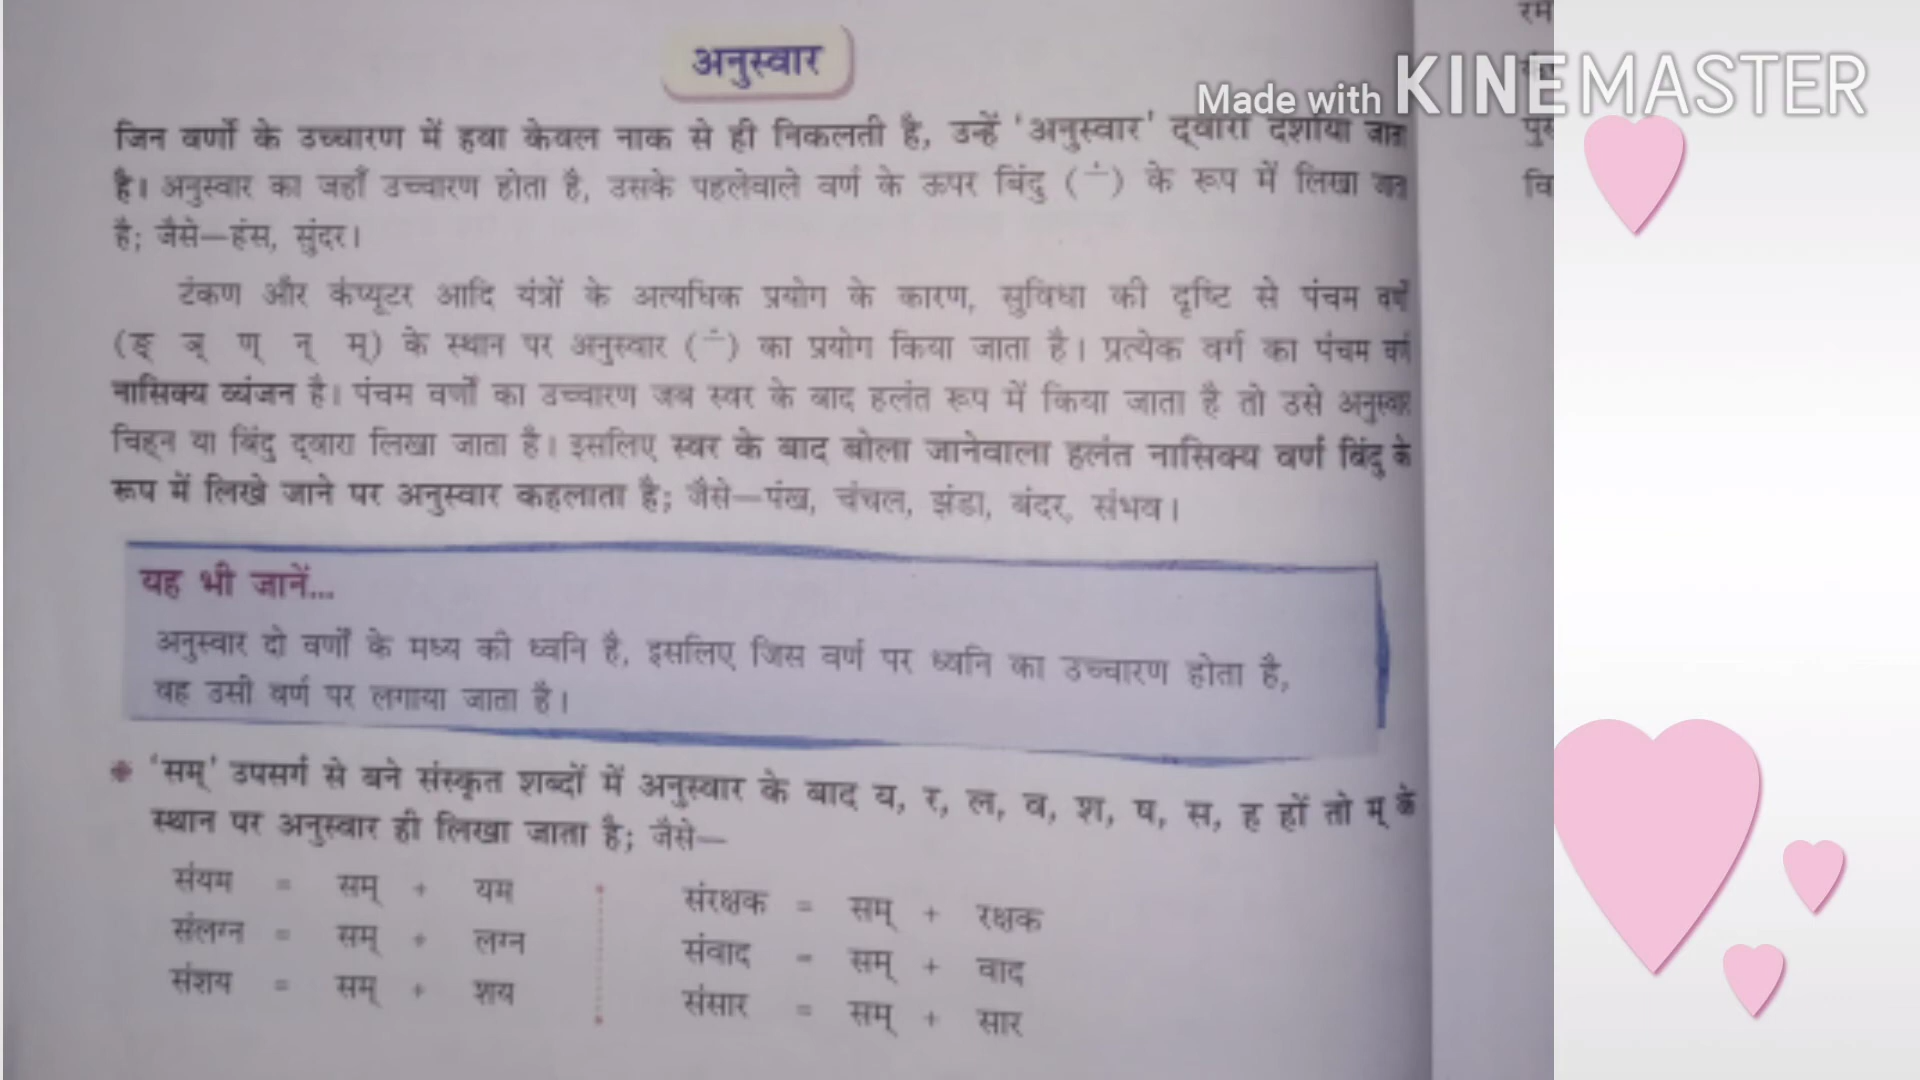 अनुस्वार
Made with KINEMASTER
जिन वर्णों के उच्चारण में हवा केवल नाक से ही निकलती है, उन्हें 'अनुस्वार' द्वारा दर्शाया जाता
है। अनुस्वार का जहाँ उच्चारण होता है, उसके पहलेवाले वर्ण के ऊपर बिंदु (ं) के रूप में लिखा जाता
है; जैसे—हंस, सुंदर।
टंकण और कंप्यूटर आदि यंत्रों के अत्यधिक प्रयोग के कारण, सुविधा की दृष्टि से पंचम वर्णों
(ङ् ञ् ण् न् म्) के स्थान पर अनुस्वार (ं) का प्रयोग किया जाता है। प्रत्येक वर्ग का पंचम वर्ण
नासिक्य व्यंजन है। पंचम वर्णों का उच्चारण जब स्वर के बाद हलंत रूप में किया जाता है तो उसे अनुस्वार
चिह्न या बिंदु द्वारा लिखा जाता है। इसलिए स्वर के बाद बोला जानेवाला हलंत नासिक्य वर्ण बिंदु के
रूप में लिखे जाने पर अनुस्वार कहलाता है; जैसे—पंख, चंचल, झंडा, बंदर, संभव।
यह भी जानें...
अनुस्वार दो वर्णों के मध्य की ध्वनि है, इसलिए जिस वर्ण पर ध्वनि का उच्चारण होता है,
वह उसी वर्ण पर लगाया जाता है।
'सम्' उपसर्ग से बने संस्कृत शब्दों में अनुस्वार के बाद य, र, ल, व, श, ष, स, ह हों तो म् के
स्थान पर अनुस्वार ही लिखा जाता है; जैसे—
संयम = सम् + यम
संलग्न = सम् + लग्न
संशय = सम् + शय
संरक्षक = सम् + रक्षक
संवाद = सम् + वाद
संसार = सम् + सार